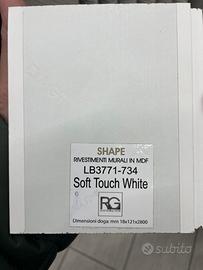 SHAPE
RIVESTIMENTI MURALI IN MDF
LB3771-734
Soft Touch White
RG
Dimensioni doga: mm 18x121x2800
subito